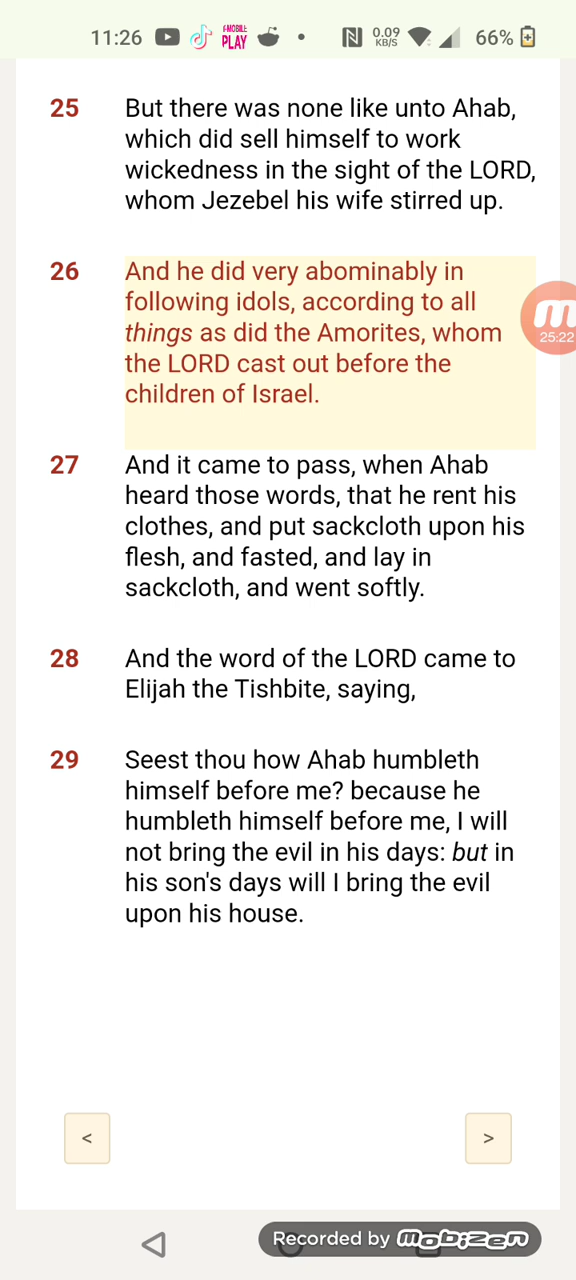 11:26 T-MOBILE PLAY N 0.09 KB/S 66%
25 But there was none like unto Ahab,
which did sell himself to work
wickedness in the sight of the LORD,
whom Jezebel his wife stirred up.
26 And he did very abominably in
following idols, according to all
things as did the Amorites, whom
the LORD cast out before the
children of Israel.
m
25:22
27 And it came to pass, when Ahab
heard those words, that he rent his
clothes, and put sackcloth upon his
flesh, and fasted, and lay in
sackcloth, and went softly.
28 And the word of the LORD came to
Elijah the Tishbite, saying,
29 Seest thou how Ahab humbleth
himself before me? because he
humbleth himself before me, I will
not bring the evil in his days: but in
his son's days will I bring the evil
upon his house.
< >
Recorded by mobizen